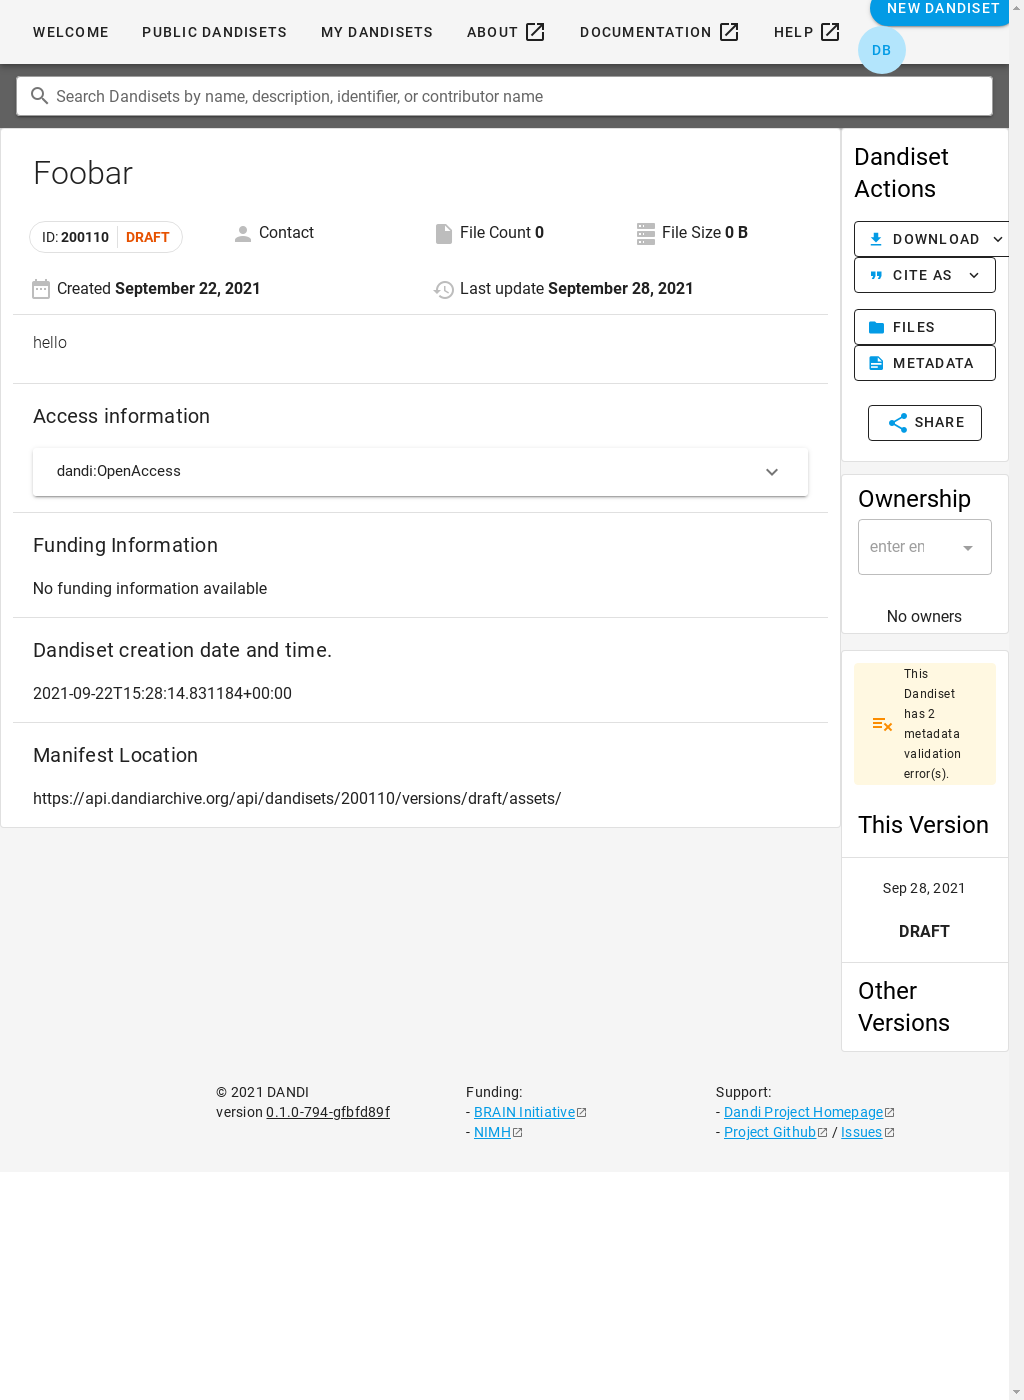 NEW DANDISET
WELCOME PUBLIC DANDISETS MY DANDISETS ABOUT DOCUMENTATION HELP
DB
Search Dandisets by name, description, identifier, or contributor name
Foobar
ID: 200110 DRAFT Contact File Count 0 File Size 0 B
Created September 22, 2021 Last update September 28, 2021
hello
Access information
dandi:OpenAccess
Funding Information
No funding information available
Dandiset creation date and time.
2021-09-22T15:28:14.831184+00:00
Manifest Location
https://api.dandiarchive.org/api/dandisets/200110/versions/draft/assets/
Dandiset
Actions
DOWNLOAD
CITE AS
FILES
METADATA
SHARE
Ownership
enter en
No owners
This
Dandiset
has 2
metadata
validation
error(s).
This Version
Sep 28, 2021
DRAFT
Other
Versions
© 2021 DANDI
version 0.1.0-794-gfbfd89f
Funding:
- BRAIN Initiative
- NIMH
Support:
- Dandi Project Homepage
- Project Github / Issues